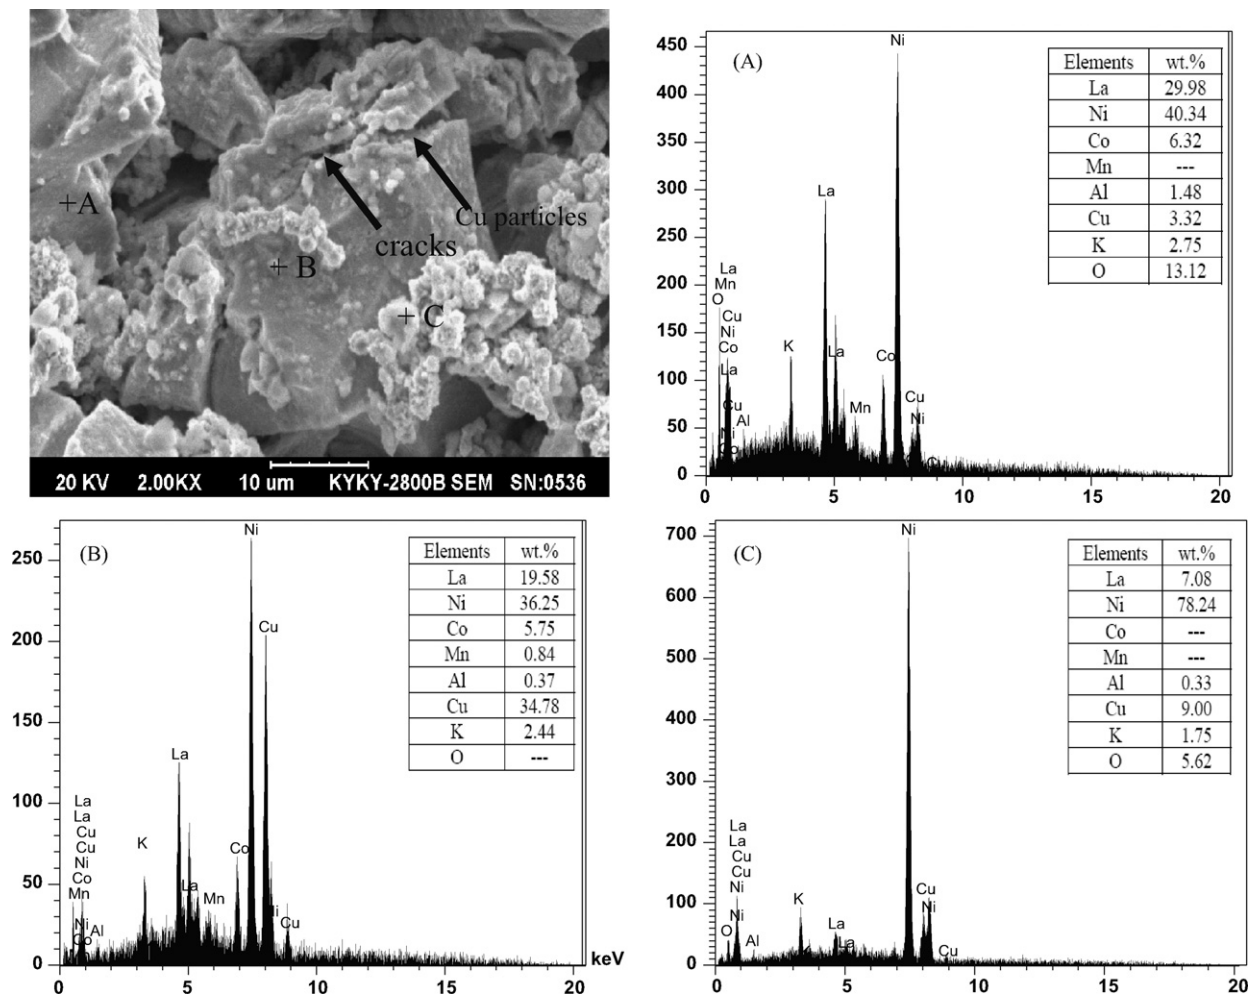 +A
+ B
+ C
cracks
Cu particles
20 KV 2.00KX 10 um KYKY-2800B SEM SN:0536
(A)
450
400
350
300
250
200
150
100
50
0
0 5 10 15 20
Ni
La
La
Mn
O
Cu
Ni
Co
La
Cu
Al
Co
K
La
Mn
Co
Cu
Ni
Elements wt.%
La 29.98
Ni 40.34
Co 6.32
Mn ---
Al 1.48
Cu 3.32
K 2.75
O 13.12
(B)
250
200
150
100
50
0
0 5 10 15 20 keV
Ni
Cu
La
La
La
Cu
Cu
Ni
Co
Mn
Ni
Co
Al
K
La
Mn
Co
Cu
Elements wt.%
La 19.58
Ni 36.25
Co 5.75
Mn 0.84
Al 0.37
Cu 34.78
K 2.44
O ---
(C)
700
600
500
400
300
200
100
0
0 5 10 15 20
Ni
La
La
Cu
Cu
Ni
Ni
O
Al
K
La
La
Cu
Ni
Cu
Elements wt.%
La 7.08
Ni 78.24
Co ---
Mn ---
Al 0.33
Cu 9.00
K 1.75
O 5.62